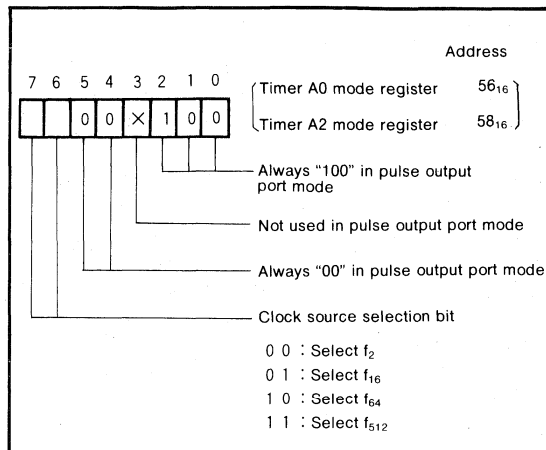 Address
7 6 5 4 3 2 1 0
Timer A0 mode register 56₁₆
0 0 × 1 0 0
Timer A2 mode register 58₁₆
Always “100” in pulse output
port mode
Not used in pulse output port mode
Always “00” in pulse output port mode
Clock source selection bit
0 0 : Select f₂
0 1 : Select f₁₆
1 0 : Select f₆₄
1 1 : Select f₅₁₂